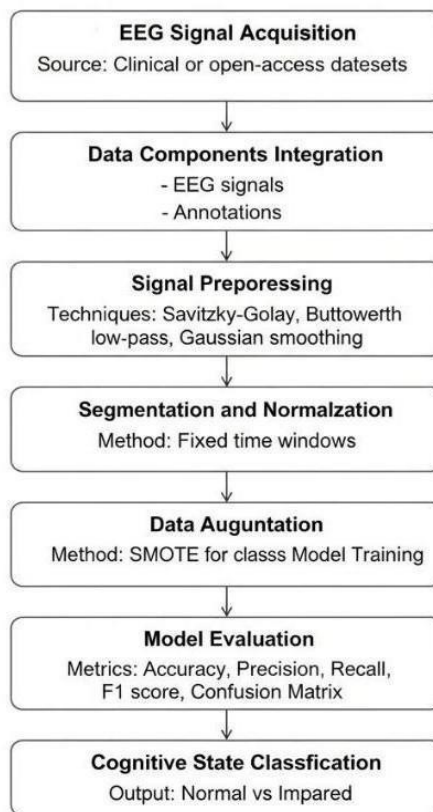 EEG Signal Acquisition
Source: Clinical or open-access datesets
Data Components Integration
- EEG signals
- Annotations
Signal Preporessing
Techniques: Savitzky-Golay, Buttowerth
low-pass, Gaussian smoothing
Segmentation and Normalzation
Method: Fixed time windows
Data Auguntation
Method: SMOTE for classs Model Training
Model Evaluation
Metrics: Accuracy, Precision, Recall,
F1 score, Confusion Matrix
Cognitive State Classfication
Output: Normal vs Impared